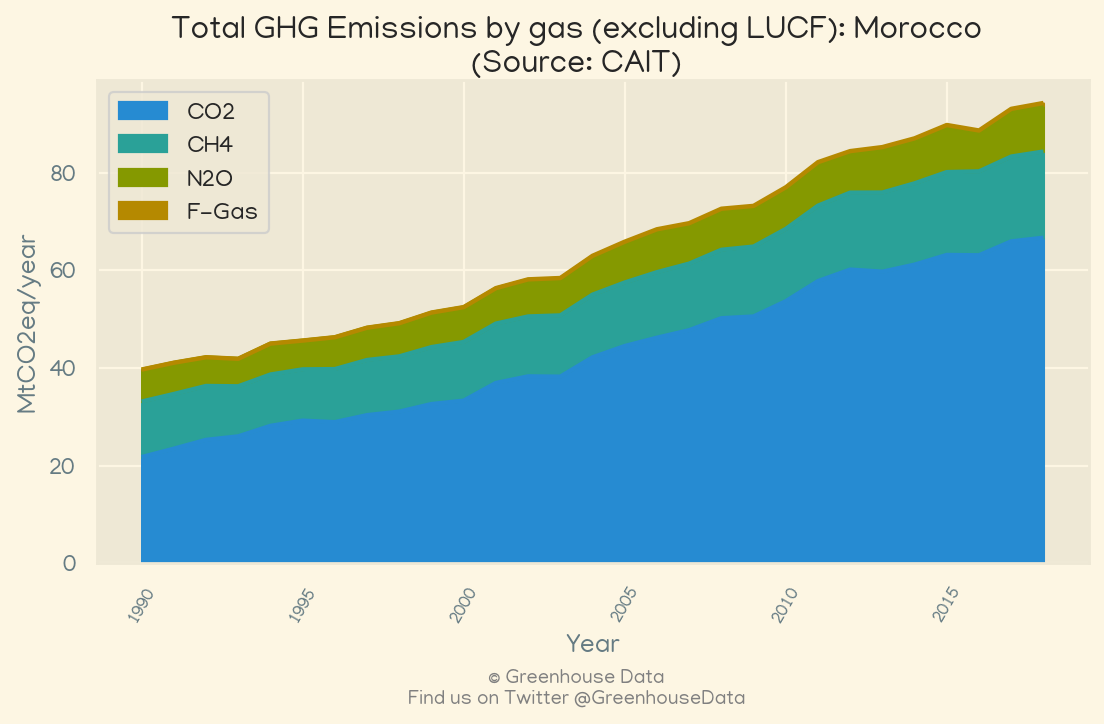 Total GHG Emissions by gas (excluding LUCF): Morocco
(Source: CAIT)
CO2
CH4
N2O
F-Gas
MtCO2eq/year
80
60
40
20
0
1990
1995
2000
2005
2010
2015
Year
© Greenhouse Data
Find us on Twitter @GreenhouseData